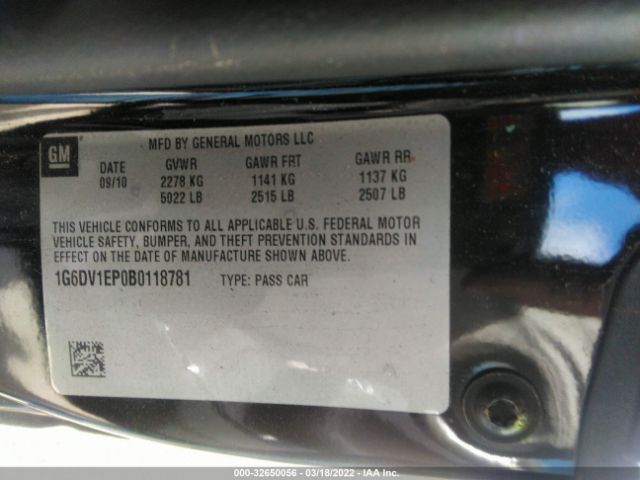 GM
MFD BY GENERAL MOTORS LLC
DATE GVWR GAWR FRT GAWR RR
09/10 2278 KG 1141 KG 1137 KG
5022 LB 2515 LB 2507 LB
THIS VEHICLE CONFORMS TO ALL APPLICABLE U.S. FEDERAL MOTOR
VEHICLE SAFETY, BUMPER, AND THEFT PREVENTION STANDARDS IN
EFFECT ON THE DATE OF MANUFACTURE SHOWN ABOVE.
1G6DV1EP0B0118781 TYPE: PASS CAR
000-32650056 - 03/18/2022 - IAA Inc.